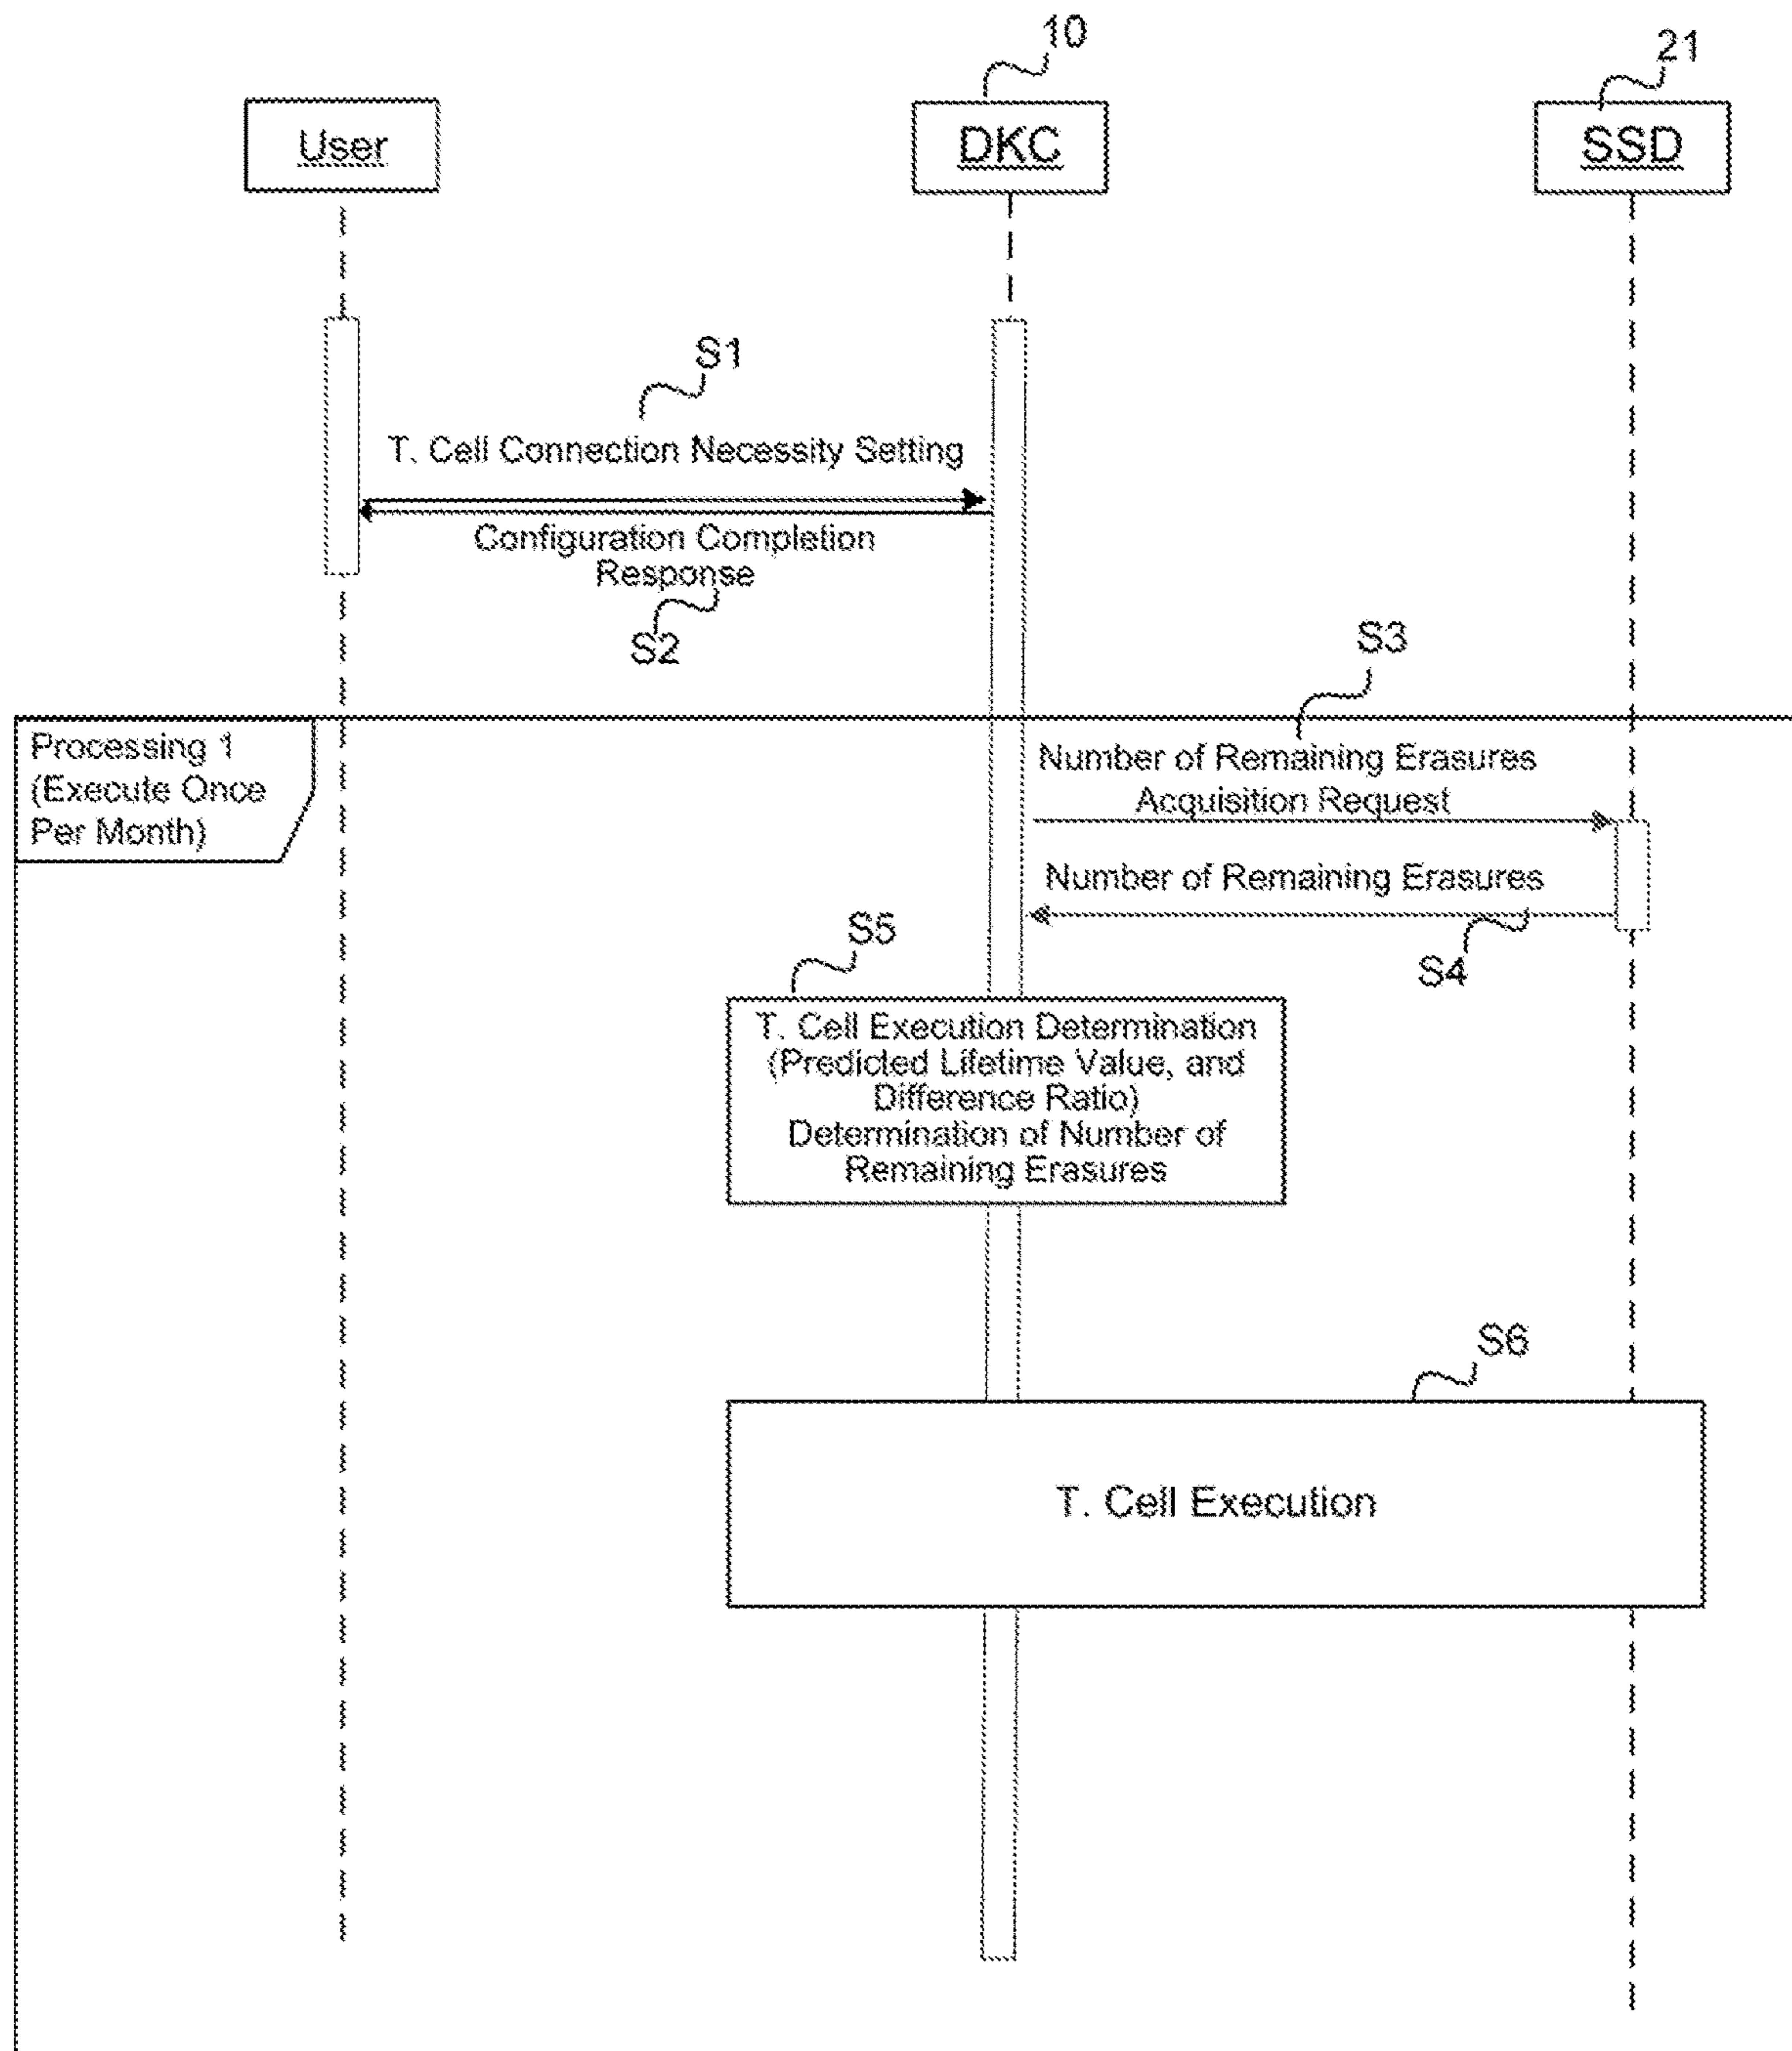 10
21
User
DKC
SSD
S1
T. Cell Connection Necessity Setting
Configuration Completion
Response
S2
S3
Processing 1
(Execute Once
Per Month)
Number of Remaining Erasures
Acquisition Request
Number of Remaining Erasures
S4
S5
T. Cell Execution Determination
(Predicted Lifetime Value, and
Difference Ratio)
Determination of Number of
Remaining Erasures
S6
T. Cell Execution